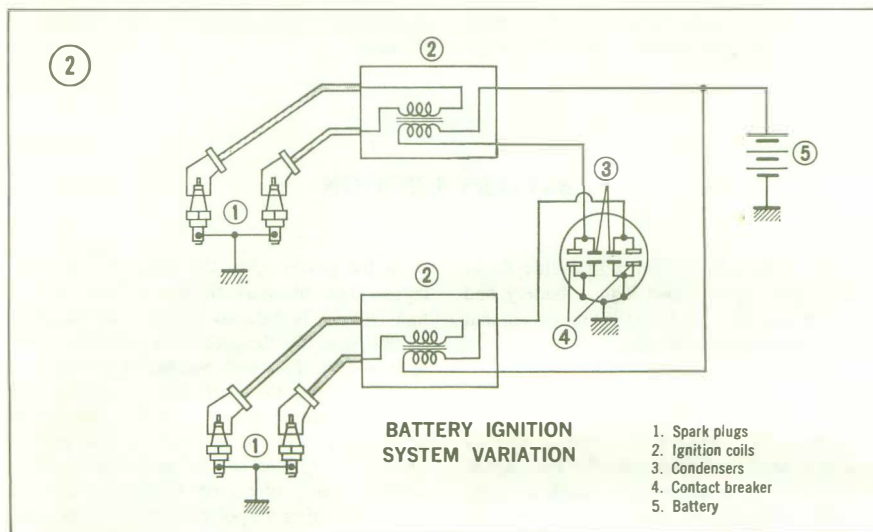 ②
②
①
③
⑤
②
④
①
BATTERY IGNITION
SYSTEM VARIATION
1. Spark plugs
2. Ignition coils
3. Condensers
4. Contact breaker
5. Battery